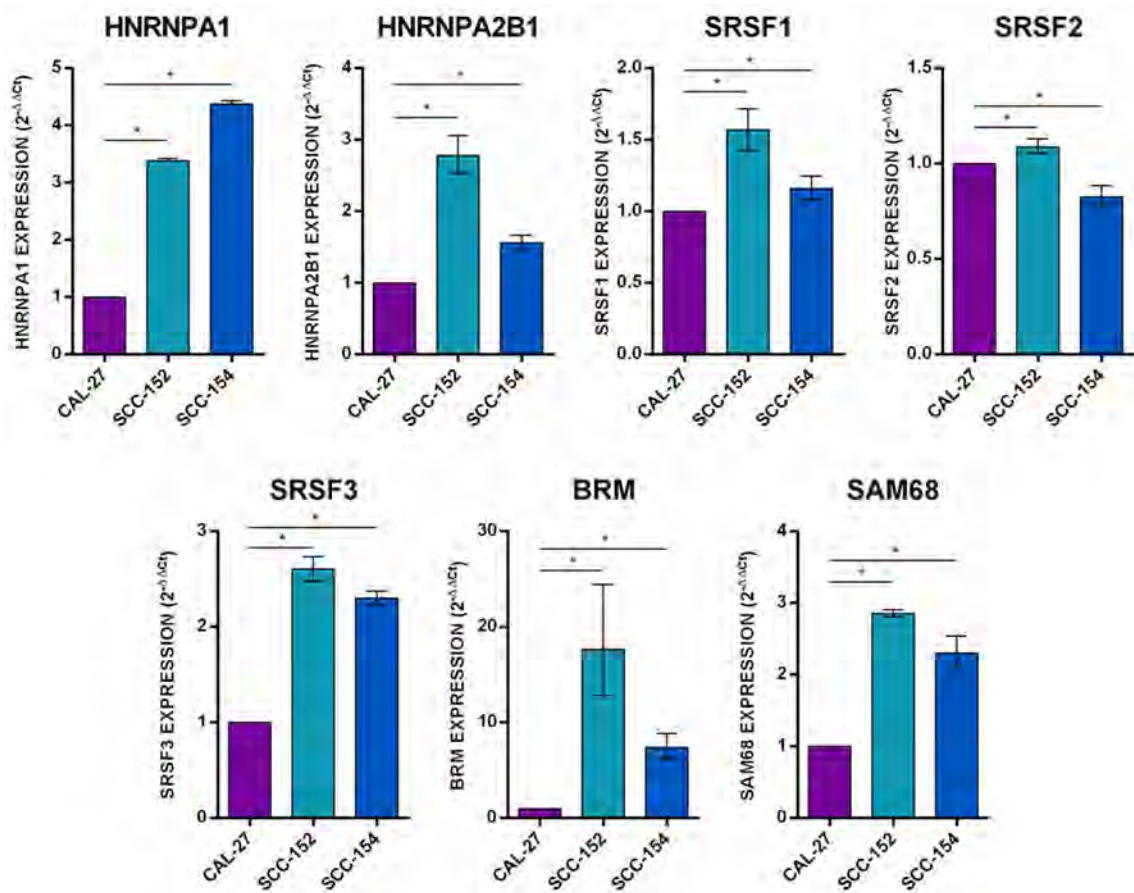 HNRNPA1
HNRNPA2B1
SRSF1
SRSF2
HNRNPA1 EXPRESSION (2^-ΔΔCt)
5
4
3
2
1
0
*
*
CAL-27
SCC-152
SCC-154
HNRNPA2B1 EXPRESSION (2^-ΔΔCt)
4
3
2
1
0
*
*
CAL-27
SCC-152
SCC-154
SRSF1 EXPRESSION (2^-ΔΔCt)
2.0
1.5
1.0
0.5
0.0
*
*
CAL-27
SCC-152
SCC-154
SRSF2 EXPRESSION (2^-ΔΔCt)
1.5
1.0
0.5
0.0
*
*
CAL-27
SCC-152
SCC-154
SRSF3
BRM
SAM68
SRSF3 EXPRESSION (2^-ΔΔCt)
3
2
1
0
*
*
CAL-27
SCC-152
SCC-154
BRM EXPRESSION (2^-ΔΔCt)
30
20
10
0
*
*
CAL-27
SCC-152
SCC-154
SAM68 EXPRESSION (2^-ΔΔCt)
4
3
2
1
0
*
*
CAL-27
SCC-152
SCC-154